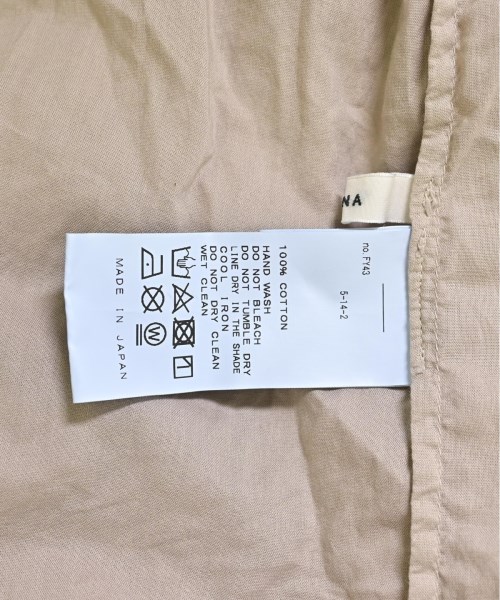 NA
no. FY43
5-14-2
100% COTTON
HAND WASH
DO NOT BLEACH
DO NOT TUMBLE DRY
LINE DRY IN THE SHADE
COOL IRON
DO NOT DRY CLEAN
WET CLEAN
W
MADE IN JAPAN